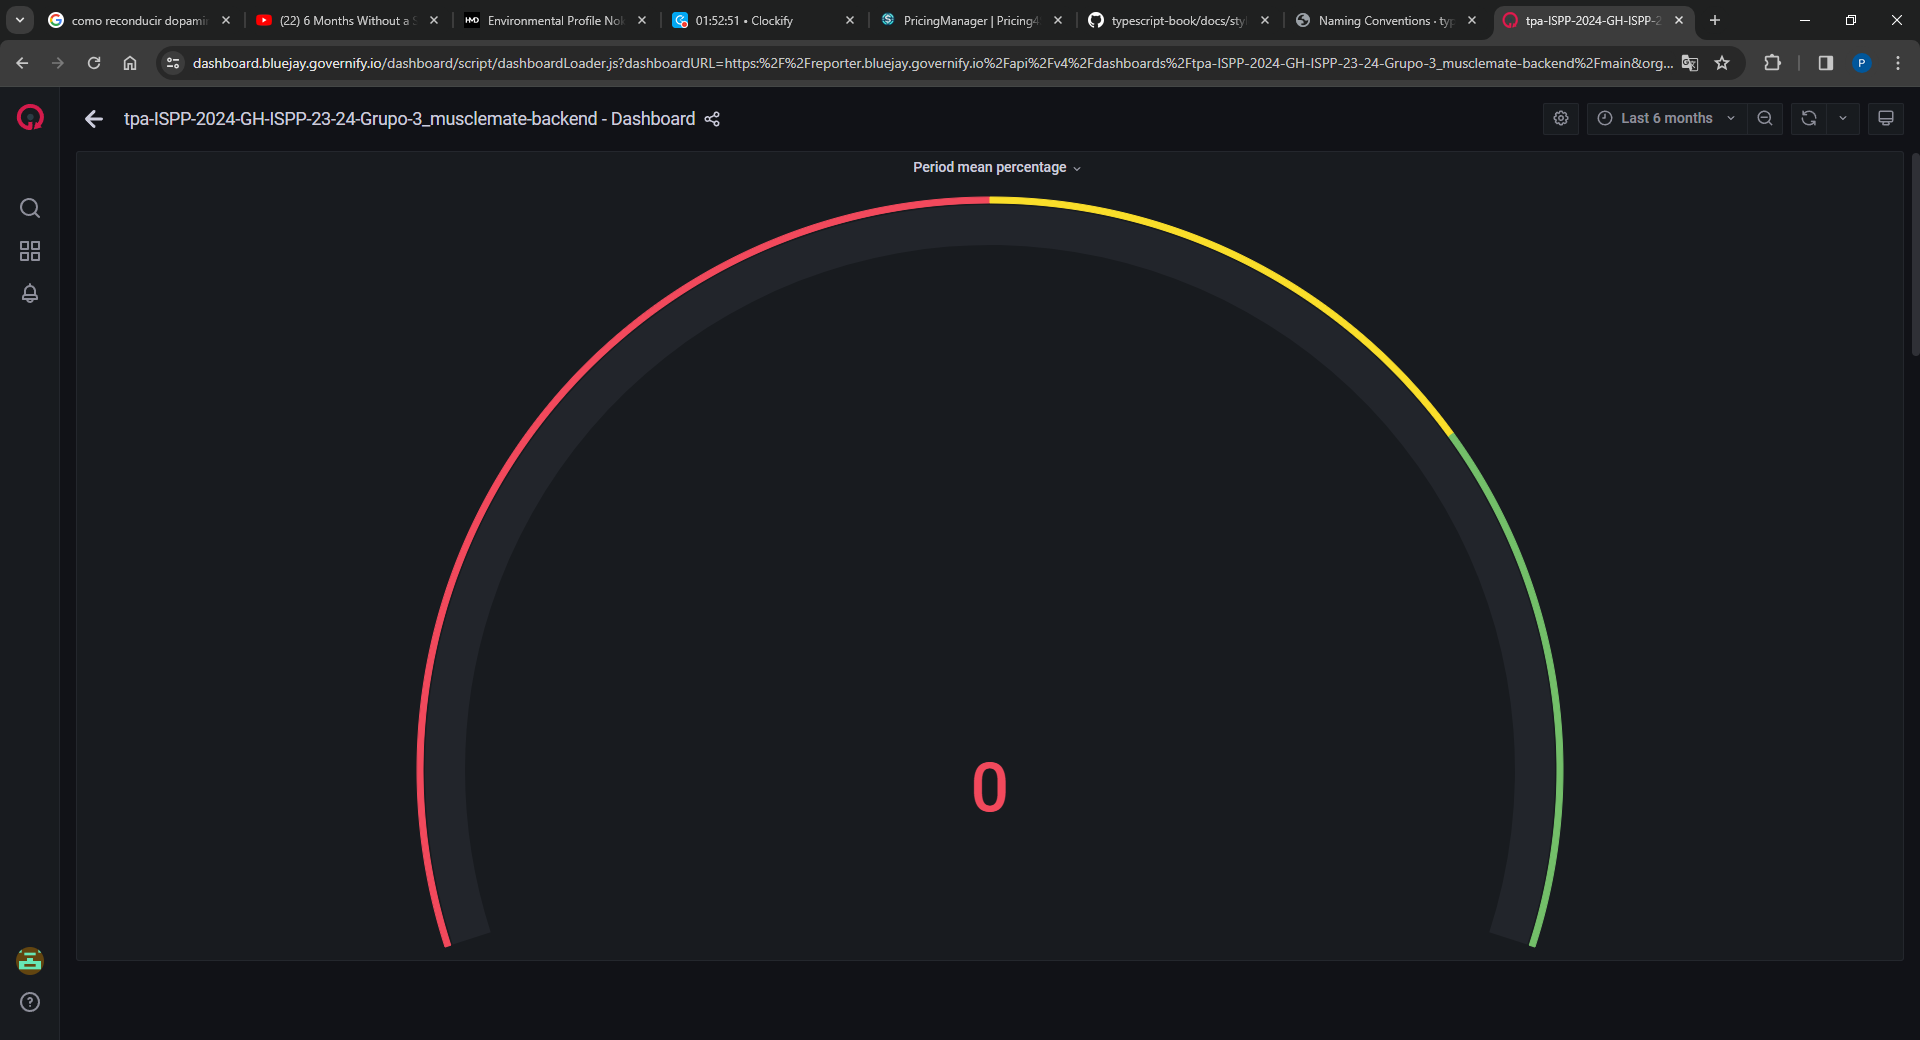 como reconducir dopami
(22) 6 Months Without a S
HMD Environmental Profile Nok
01:52:51 • Clockify
PricingManager | Pricing4
typescript-book/docs/sty
Naming Conventions · typ
tpa-ISPP-2024-GH-ISPP-2
dashboard.bluejay.governify.io/dashboard/script/dashboardLoader.js?dashboardURL=https:%2F%2Freporter.bluejay.governify.io%2Fapi%2Fv4%2Fdashboards%2Ftpa-ISPP-2024-GH-ISPP-23-24-Grupo-3_musclemate-backend%2Fmain&org...
P
tpa-ISPP-2024-GH-ISPP-23-24-Grupo-3_musclemate-backend - Dashboard
Last 6 months
Period mean percentage
0